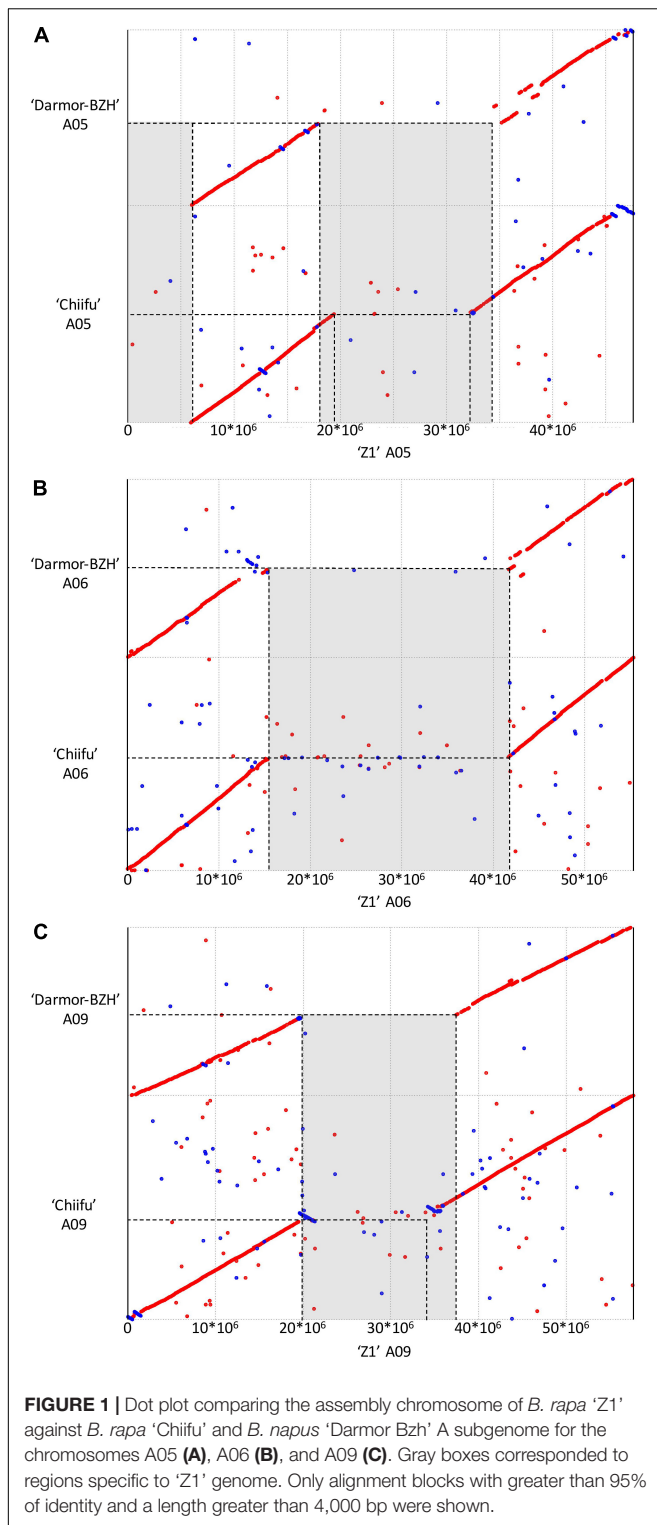 A
'Darmor-BZH'
A05
'Chiifu'
A05
0 10*10⁶ 20*10⁶ 30*10⁶ 40*10⁶
'Z1' A05
B
'Darmor-BZH'
A06
'Chiifu'
A06
0 10*10⁶ 20*10⁶ 30*10⁶ 40*10⁶ 50*10⁶
'Z1' A06
C
'Darmor-BZH'
A09
'Chiifu'
A09
0 10*10⁶ 20*10⁶ 30*10⁶ 40*10⁶ 50*10⁶
'Z1' A09
FIGURE 1 | Dot plot comparing the assembly chromosome of B. rapa 'Z1'
against B. rapa 'Chiifu' and B. napus 'Darmor Bzh' A subgenome for the
chromosomes A05 (A), A06 (B), and A09 (C). Gray boxes corresponded to
regions specific to 'Z1' genome. Only alignment blocks with greater than 95%
of identity and a length greater than 4,000 bp were shown.